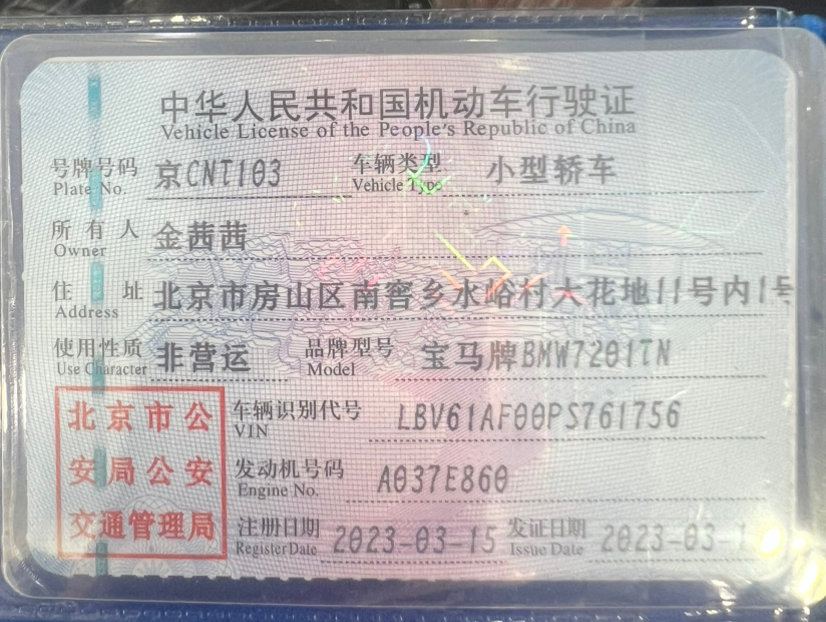 中华人民共和国机动车行驶证
Vehicle License of the People's Republic of China
号牌号码 京CNT103 车辆类型 小型轿车
Plate No. Vehicle Type
所有人 金茜茜
Owner
住址 北京市房山区南窖乡水峪村大花地11号内1号
Address
使用性质 非营运 品牌型号 宝马牌BMW7201TN
Use Character Model
北京市公
安局公安
交通管理局
车辆识别代号 LBV61AF00PS761756
VIN
发动机号码 A037E860
Engine No.
注册日期 2023-03-15 发证日期 2023-03-1
Register Date Issue Date